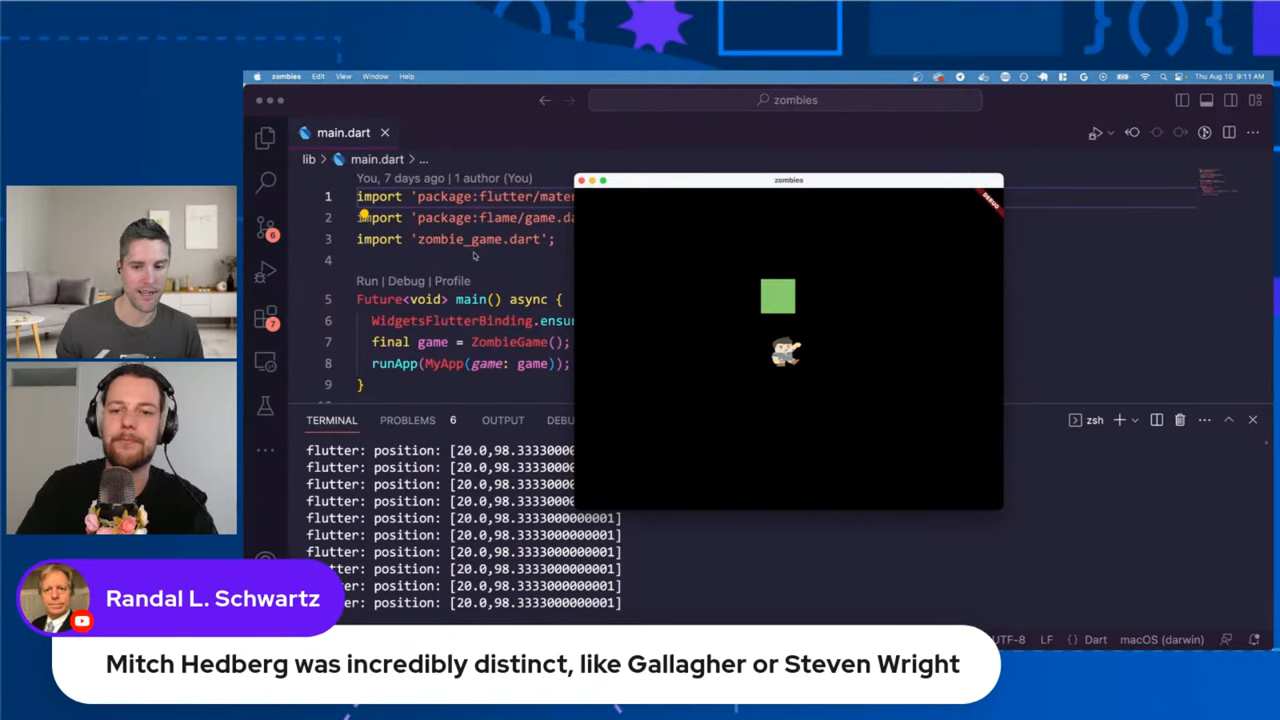 zombies Edit View Window Help Thu Aug 10 9:11 AM
zombies
main.dart
lib > main.dart > ...
You, 7 days ago | 1 author (You)
1 import 'package:flutter/mater
2 import 'package:flame/game.da
3 import 'zombie_game.dart';
4
Run | Debug | Profile
5 Future<void> main() async {
6 WidgetsFlutterBinding.ensu
7 final game = ZombieGame();
8 runApp(MyApp(game: game));
9 }
zombies
DEBUG
6
7
TERMINAL PROBLEMS 6 OUTPUT DEBU
zsh
flutter: position: [20.0,98.3333000
flutter: position: [20.0,98.3333000
flutter: position: [20.0,98.3333000
flutter: position: [20.0,98.3333000
flutter: position: [20.0,98.3333000000001]
flutter: position: [20.0,98.3333000000001]
flutter: position: [20.0,98.3333000000001]
tter: position: [20.0,98.3333000000001]
tter: position: [20.0,98.3333000000001]
tter: position: [20.0,98.3333000000001]
UTF-8 LF {} Dart macOS (darwin)
Randal L. Schwartz
Mitch Hedberg was incredibly distinct, like Gallagher or Steven Wright